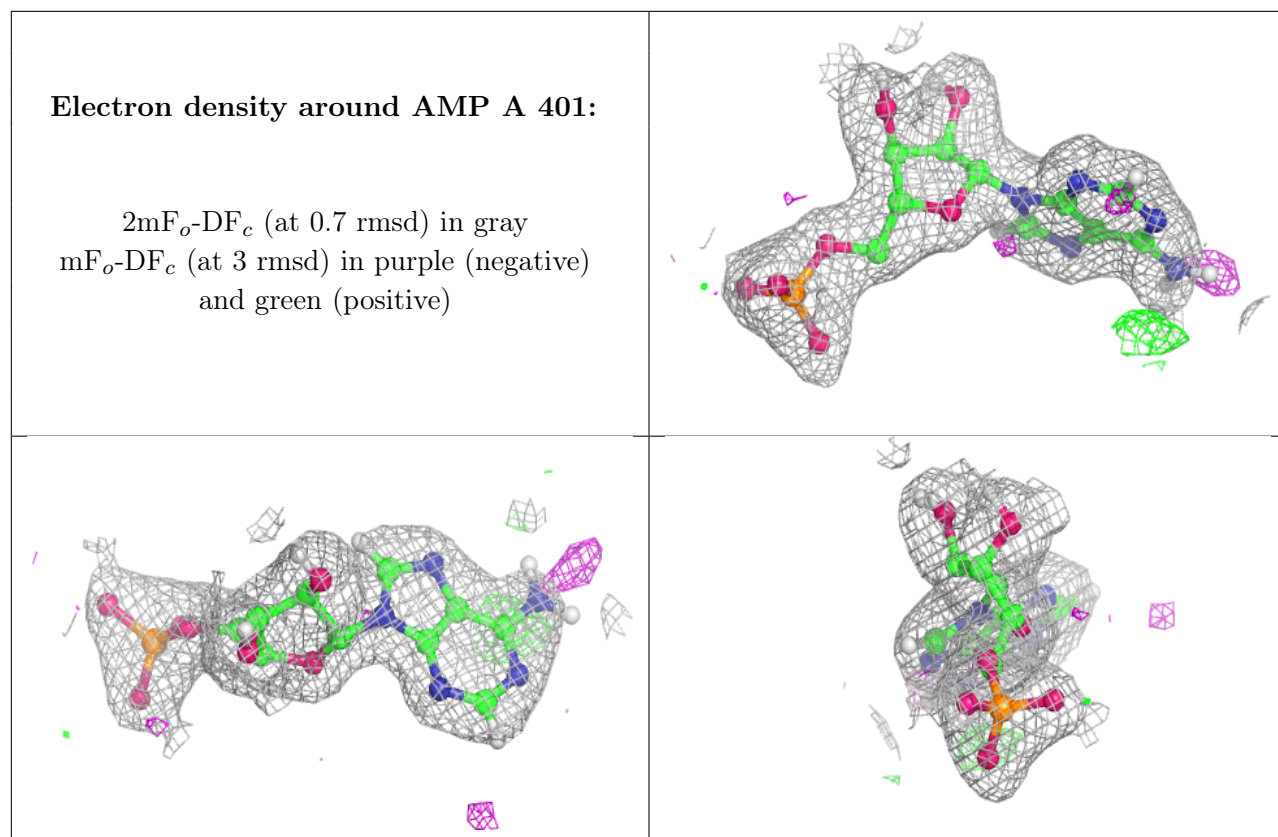 Electron density around AMP A 401:
2mFo-DFc (at 0.7 rmsd) in gray
mFo-DFc (at 3 rmsd) in purple (negative)
and green (positive)